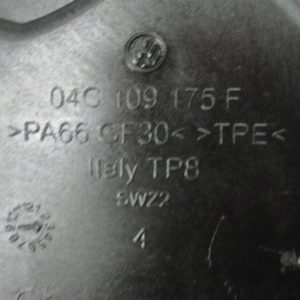 04C 109 175 F
>PA66 GF30< >TPE<
Italy TP8
SWZ2
4